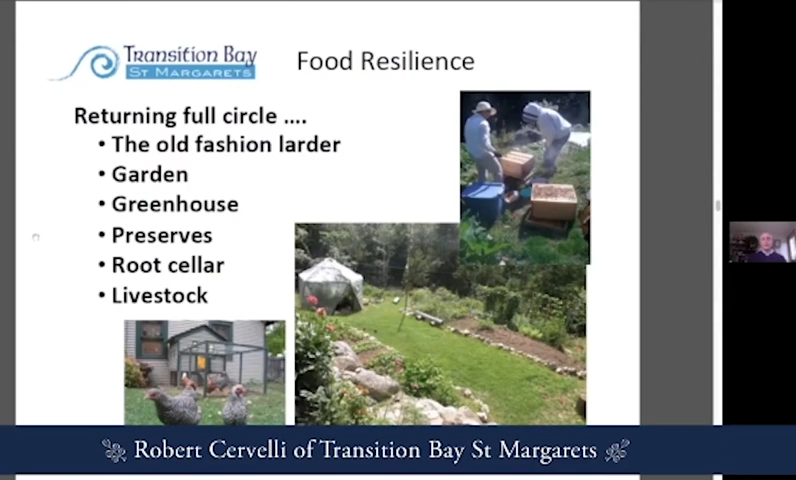 Transition Bay
St Margarets
Food Resilience
Returning full circle ....
• The old fashion larder
• Garden
• Greenhouse
• Preserves
• Root cellar
• Livestock
Robert Cervelli of Transition Bay St Margarets